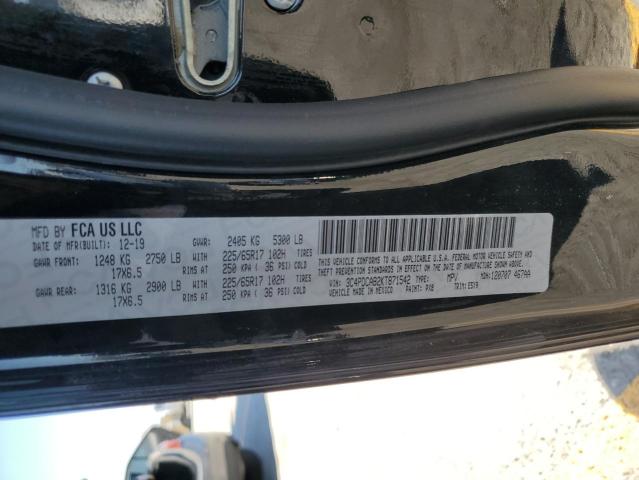 MFD BY FCA US LLC
DATE OF MFR(BUILT): 12-19 GVWR: 2405 KG 5300 LB
GAWR FRONT: 1248 KG 2750 LB WITH 225/65R17 102H TIRES
17X6.5 RIMS AT 250 KPA ( 36 PSI) COLD
GAWR REAR: 1316 KG 2900 LB WITH 225/65R17 102H TIRES
17X6.5 RIMS AT 250 KPA ( 36 PSI) COLD
THIS VEHICLE CONFORMS TO ALL APPLICABLE U.S.A. FEDERAL MOTOR VEHICLE SAFETY AND
THEFT PREVENTION STANDARDS IN EFFECT ON THE DATE OF MANUFACTURE SHOWN ABOVE.
VIN: 3C4PDCAB2KT871542 TYPE: MPV MDH: 120707 467AA
VEHICLE MADE IN MEXICO PAINT: PX8 TRIM: E5X9